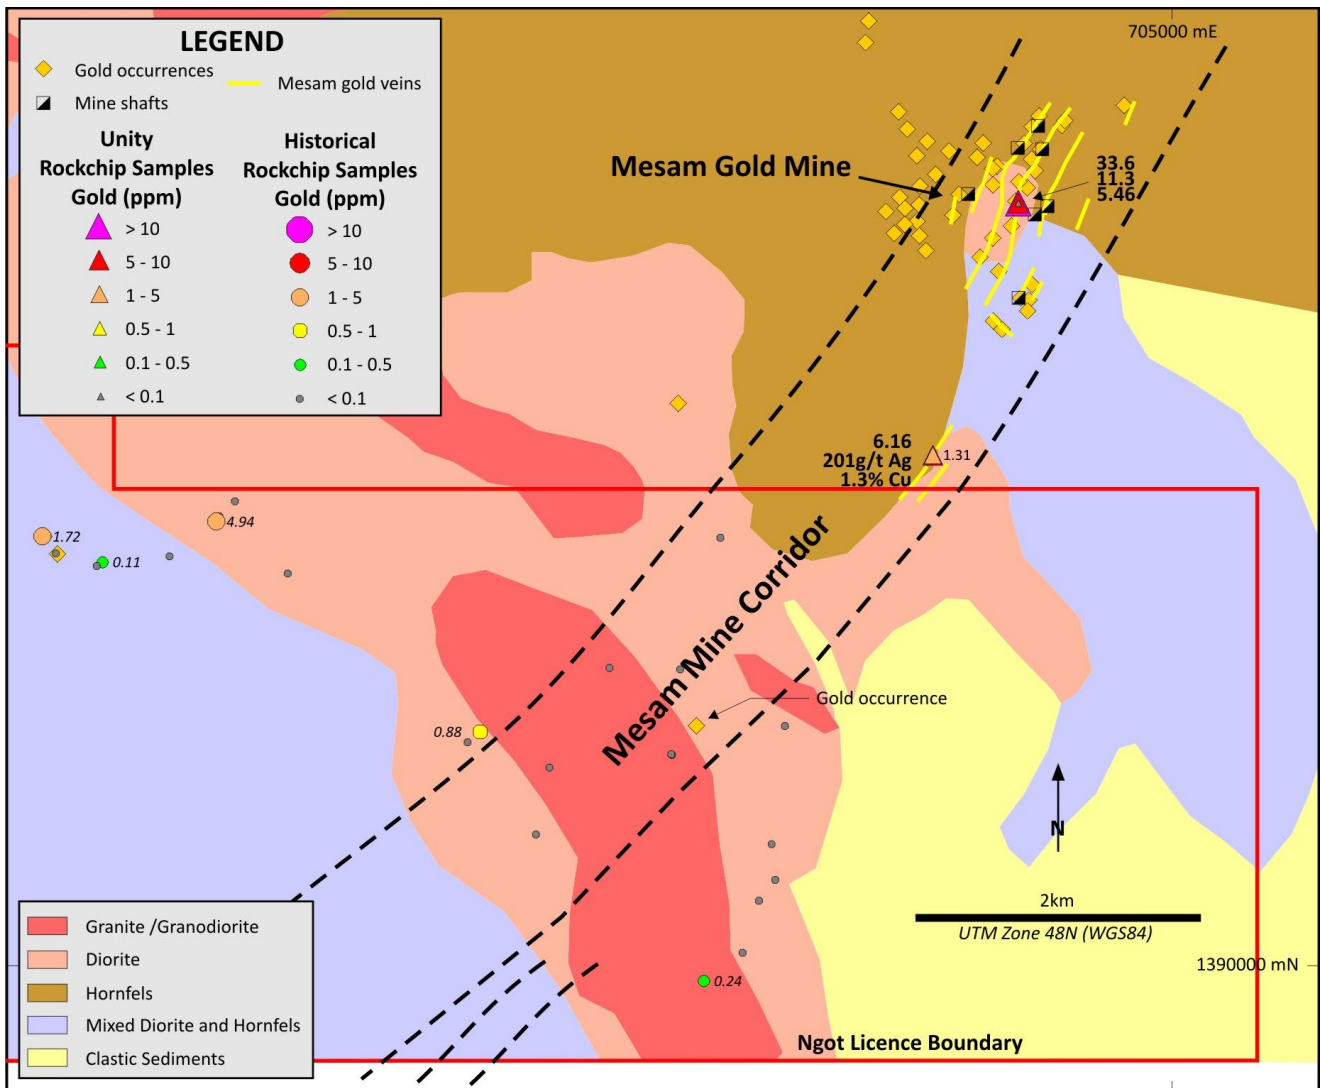 LEGEND
Gold occurrences
Mesam gold veins
Mine shafts
Unity
Rockchip Samples
Gold (ppm)
> 10
5 - 10
1 - 5
0.5 - 1
0.1 - 0.5
< 0.1
Historical
Rockchip Samples
Gold (ppm)
> 10
5 - 10
1 - 5
0.5 - 1
0.1 - 0.5
< 0.1
705000 mE
Mesam Gold Mine
33.6
11.3
5.46
6.16
201g/t Ag
1.3% Cu
1.31
4.94
1.72
0.11
Mesam Mine Corridor
Gold occurrence
0.88
N
2km
UTM Zone 48N (WGS84)
1390000 mN
0.24
Ngot Licence Boundary
Granite /Granodiorite
Diorite
Hornfels
Mixed Diorite and Hornfels
Clastic Sediments